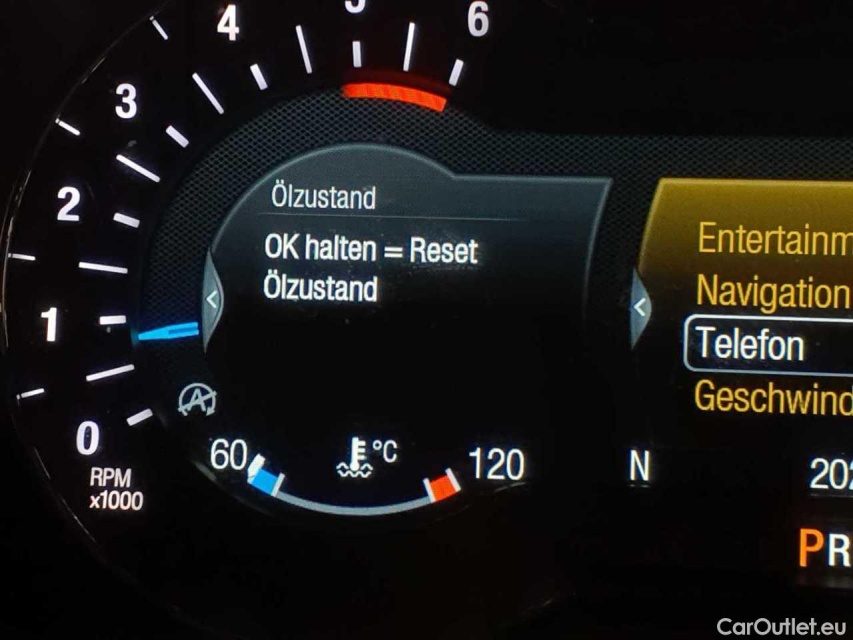 4
6
3
2
1
0
RPM
x1000
Ölzustand
OK halten = Reset
Ölzustand
60
°C
120
Entertainm
Navigation
Telefon
Geschwind
N
202
PR
CarOutlet.eu